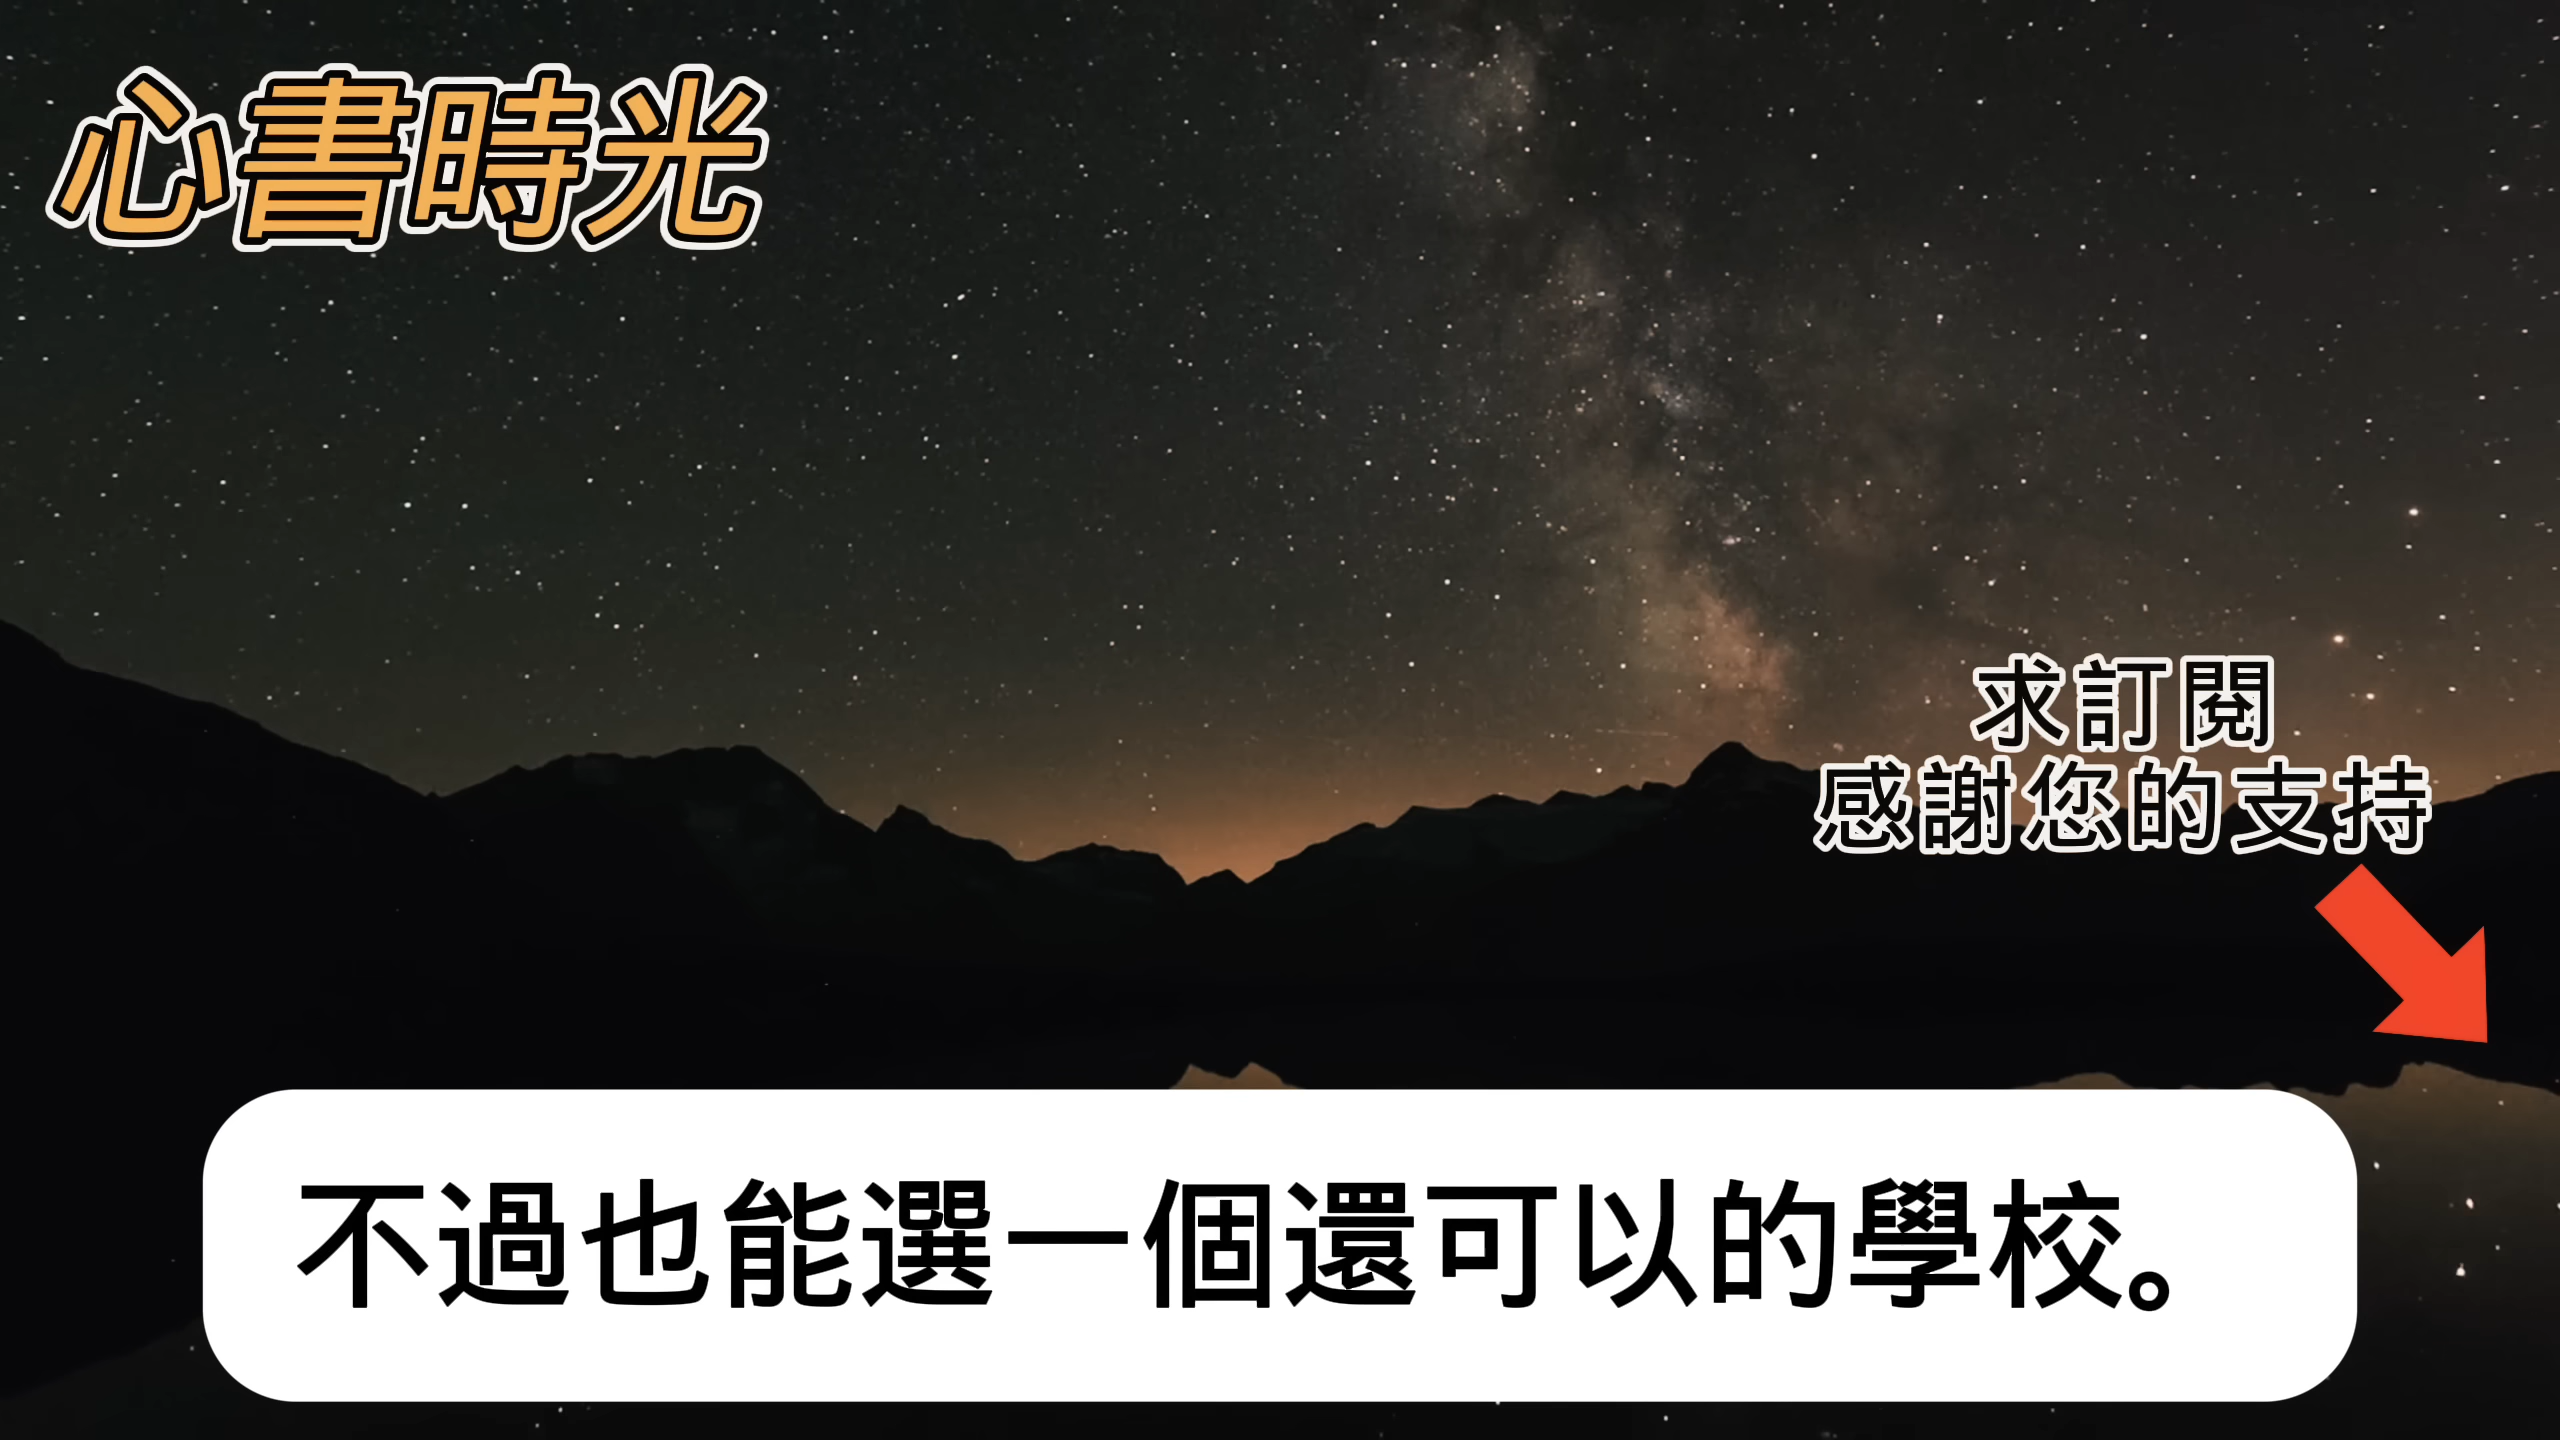 心書時光
求訂閱
感謝您的支持
不過也能選一個還可以的學校。